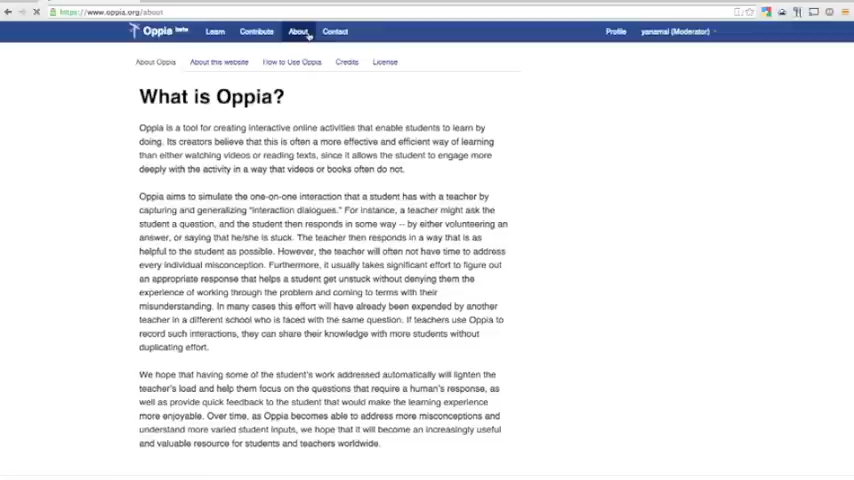 https://www.oppia.org/about
Oppia beta Learn Contribute About Contact Profile yanamal (Moderator)
About Oppia About this website How to Use Oppia Credits License
What is Oppia?
Oppia is a tool for creating interactive online activities that enable students to learn by
doing. Its creators believe that this is often a more effective and efficient way of learning
than either watching videos or reading texts, since it allows the student to engage more
deeply with the activity in a way that videos or books often do not.
Oppia aims to simulate the one-on-one interaction that a student has with a teacher by
capturing and generalizing "interaction dialogues." For instance, a teacher might ask the
student a question, and the student then responds in some way -- by either volunteering an
answer, or saying that he/she is stuck. The teacher then responds in a way that is as
helpful to the student as possible. However, the teacher will often not have time to address
every individual misconception. Furthermore, it usually takes significant effort to figure out
an appropriate response that helps a student get unstuck without denying them the
experience of working through the problem and coming to terms with their
misunderstanding. In many cases this effort will have already been expended by another
teacher in a different school who is faced with the same question. If teachers use Oppia to
record such interactions, they can share their knowledge with more students without
duplicating effort.
We hope that having some of the student's work addressed automatically will lighten the
teacher's load and help them focus on the questions that require a human's response, as
well as provide quick feedback to the student that would make the learning experience
more enjoyable. Over time, as Oppia becomes able to address more misconceptions and
understand more varied student inputs, we hope that it will become an increasingly useful
and valuable resource for students and teachers worldwide.